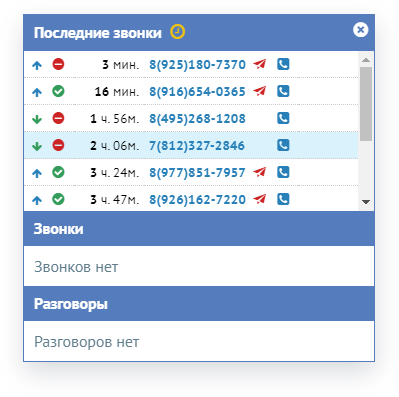 Последние звонки
3 мин. 8(925)180-7370
16 мин. 8(916)654-0365
1 ч. 56м. 8(495)268-1208
2 ч. 06м. 7(812)327-2846
3 ч. 24м. 8(977)851-7957
3 ч. 47м. 8(926)162-7220
Звонки
Звонков нет
Разговоры
Разговоров нет